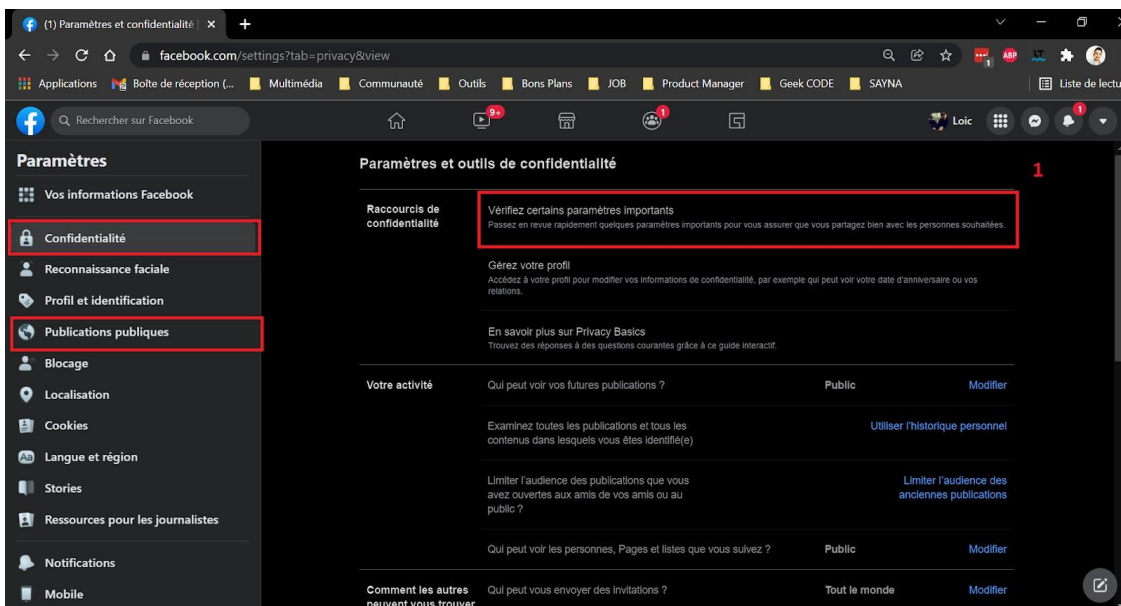 (1) Paramètres et confidentialité
facebook.com/settings?tab=privacy&view
1
ABP
Applications
Boîte de réception (...
Multimédia
Communauté
Outils
Bons Plans
JOB
Product Manager
Geek CODE
SAYNA
Liste de lectu
Rechercher sur Facebook
9+
1
Loic
1
Paramètres
Vos informations Facebook
Confidentialité
Reconnaissance faciale
Profil et identification
Publications publiques
Blocage
Localisation
Cookies
Aa
Langue et région
Stories
Ressources pour les journalistes
Notifications
Mobile
Paramètres et outils de confidentialité
1
Raccourcis de
confidentialité
Vérifiez certains paramètres importants
Passez en revue rapidement quelques paramètres importants pour vous assurer que vous partagez bien avec les personnes souhaitées.
Gérez votre profil
Accédez à votre profil pour modifier vos informations de confidentialité, par exemple qui peut voir votre date d'anniversaire ou vos
relations.
En savoir plus sur Privacy Basics
Trouvez des réponses à des questions courantes grâce à ce guide interactif.
Votre activité
Qui peut voir vos futures publications ?
Public
Modifier
Examinez toutes les publications et tous les
contenus dans lesquels vous êtes identifié(e)
Utiliser l'historique personnel
Limiter l'audience des publications que vous
avez ouvertes aux amis de vos amis ou au
public ?
Limiter l'audience des
anciennes publications
Qui peut voir les personnes, Pages et listes que vous suivez ?
Public
Modifier
Comment les autres
peuvent vous trouver
Qui peut vous envoyer des invitations ?
Tout le monde
Modifier